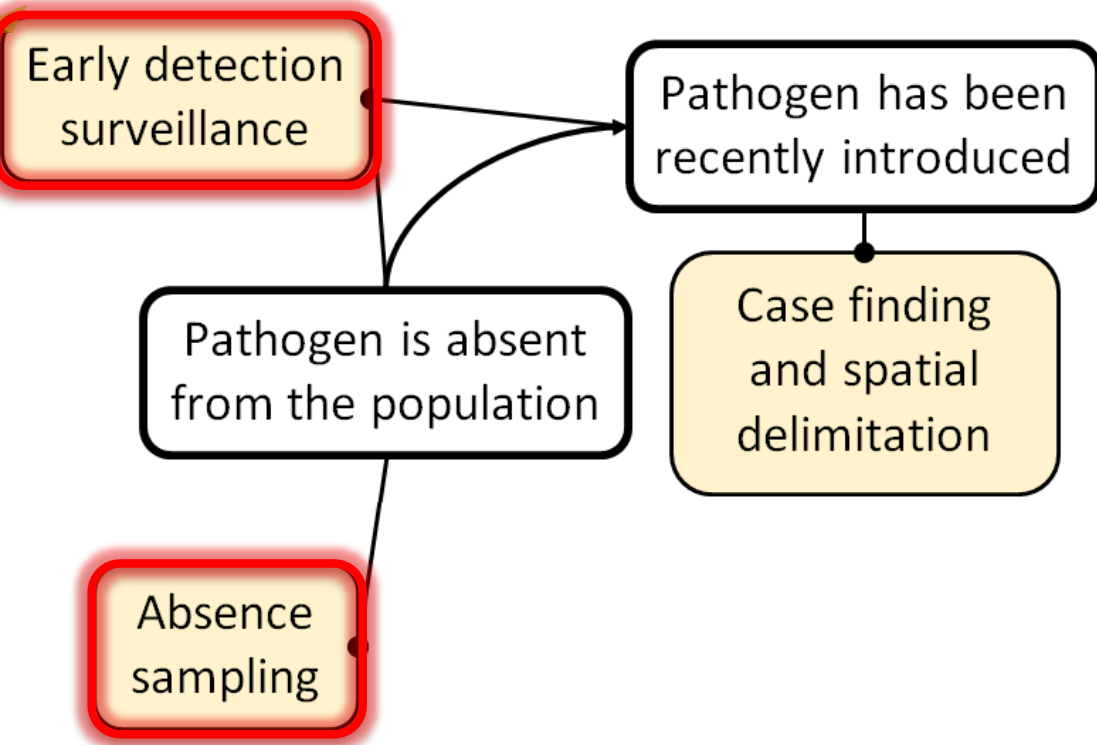 Early detection
surveillance
Pathogen has been
recently introduced
Pathogen is absent
from the population
Case finding
and spatial
delimitation
Absence
sampling